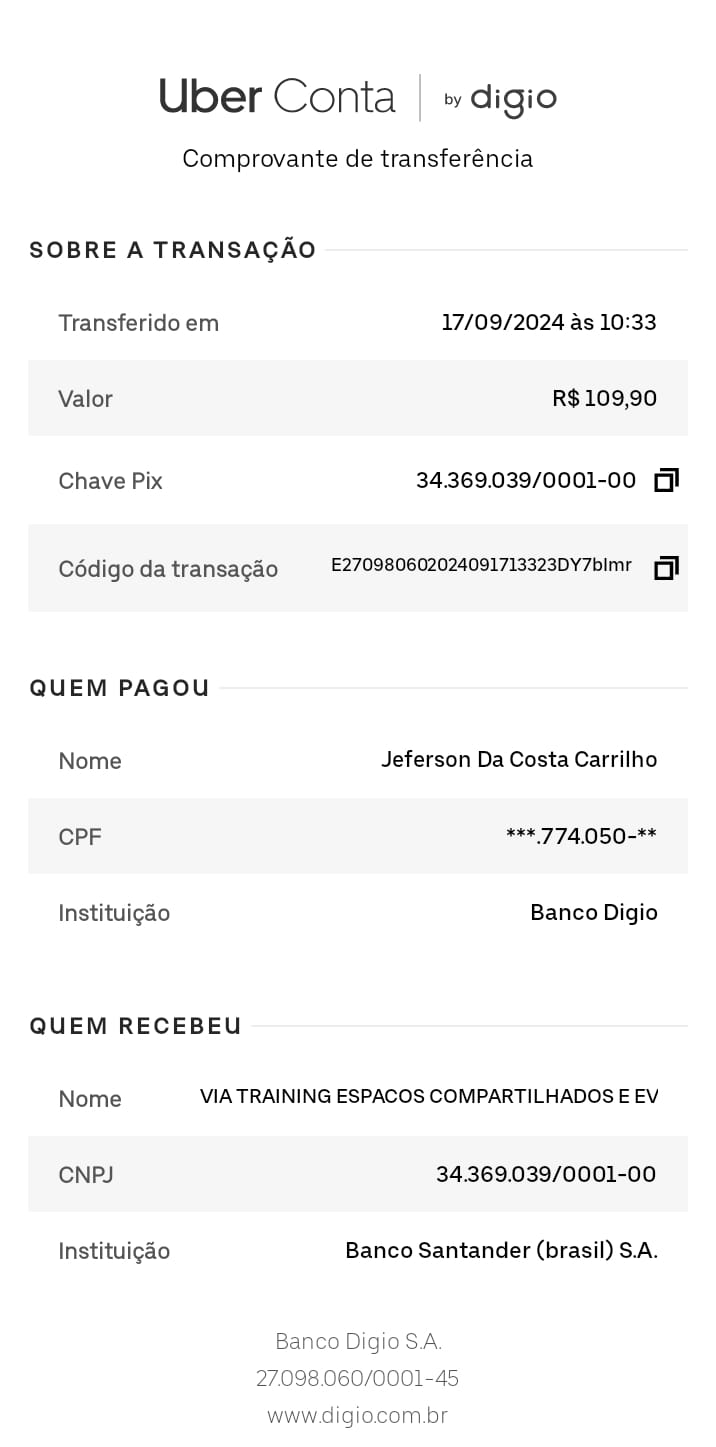 Uber Conta | by digio
Comprovante de transferência
SOBRE A TRANSAÇÃO
Transferido em 17/09/2024 às 10:33
Valor R$ 109,90
Chave Pix 34.369.039/0001-00
Código da transação E270980602024091713323DY7bImr
QUEM PAGOU
Nome Jeferson Da Costa Carrilho
CPF ***.774.050-**
Instituição Banco Digio
QUEM RECEBEU
Nome VIA TRAINING ESPACOS COMPARTILHADOS E EV
CNPJ 34.369.039/0001-00
Instituição Banco Santander (brasil) S.A.
Banco Digio S.A.
27.098.060/0001-45
www.digio.com.br